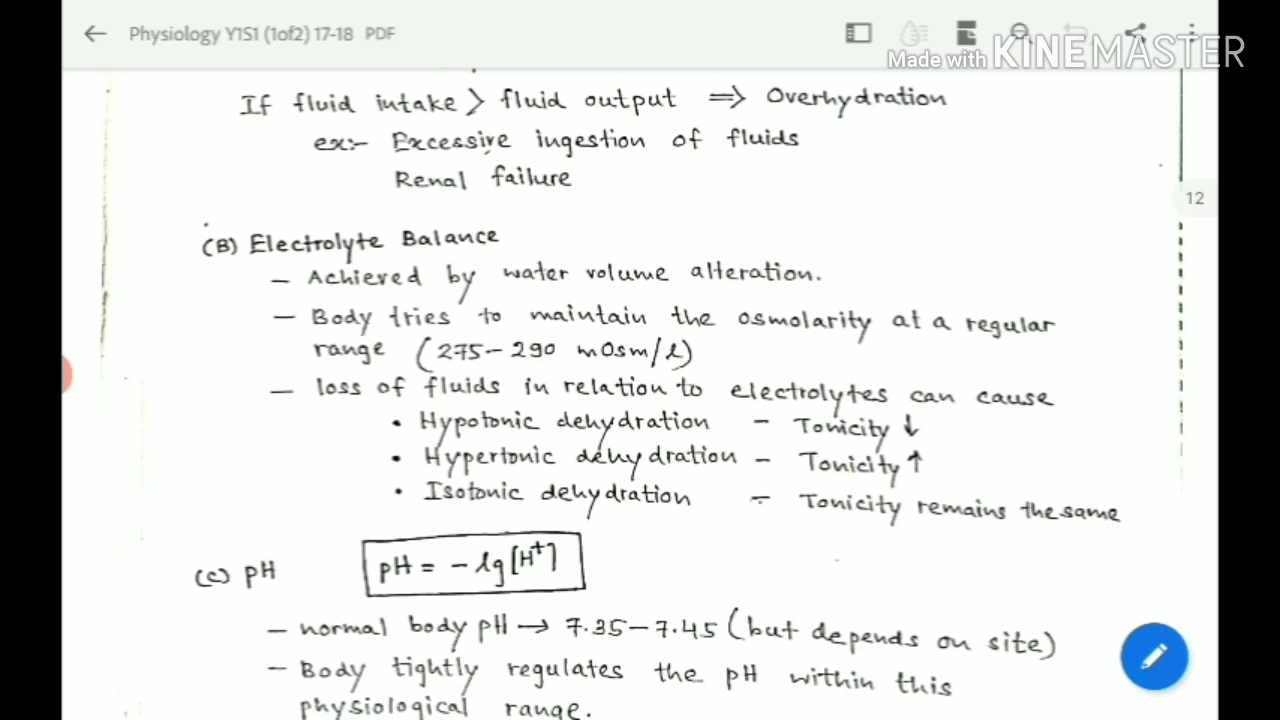 Physiology Y1S1 (1of2) 17-18 PDF
Made with KINEMASTER
If fluid intake > fluid output ⇒ Overhydration
ex:- Excessive ingestion of fluids
Renal failure
12
(B) Electrolyte Balance
- Achieved by water volume alteration.
- Body tries to maintain the osmolarity at a regular
range (275-290 mOsm/l)
- loss of fluids in relation to electrolytes can cause
• Hypotonic dehydration - Tonicity ↓
• Hypertonic dehydration - Tonicity ↑
• Isotonic dehydration - Tonicity remains the same
(c) pH pH = - lg [H⁺]
- normal body pH → 7.35-7.45 (but depends on site)
- Body tightly regulates the pH within this
physiological range.